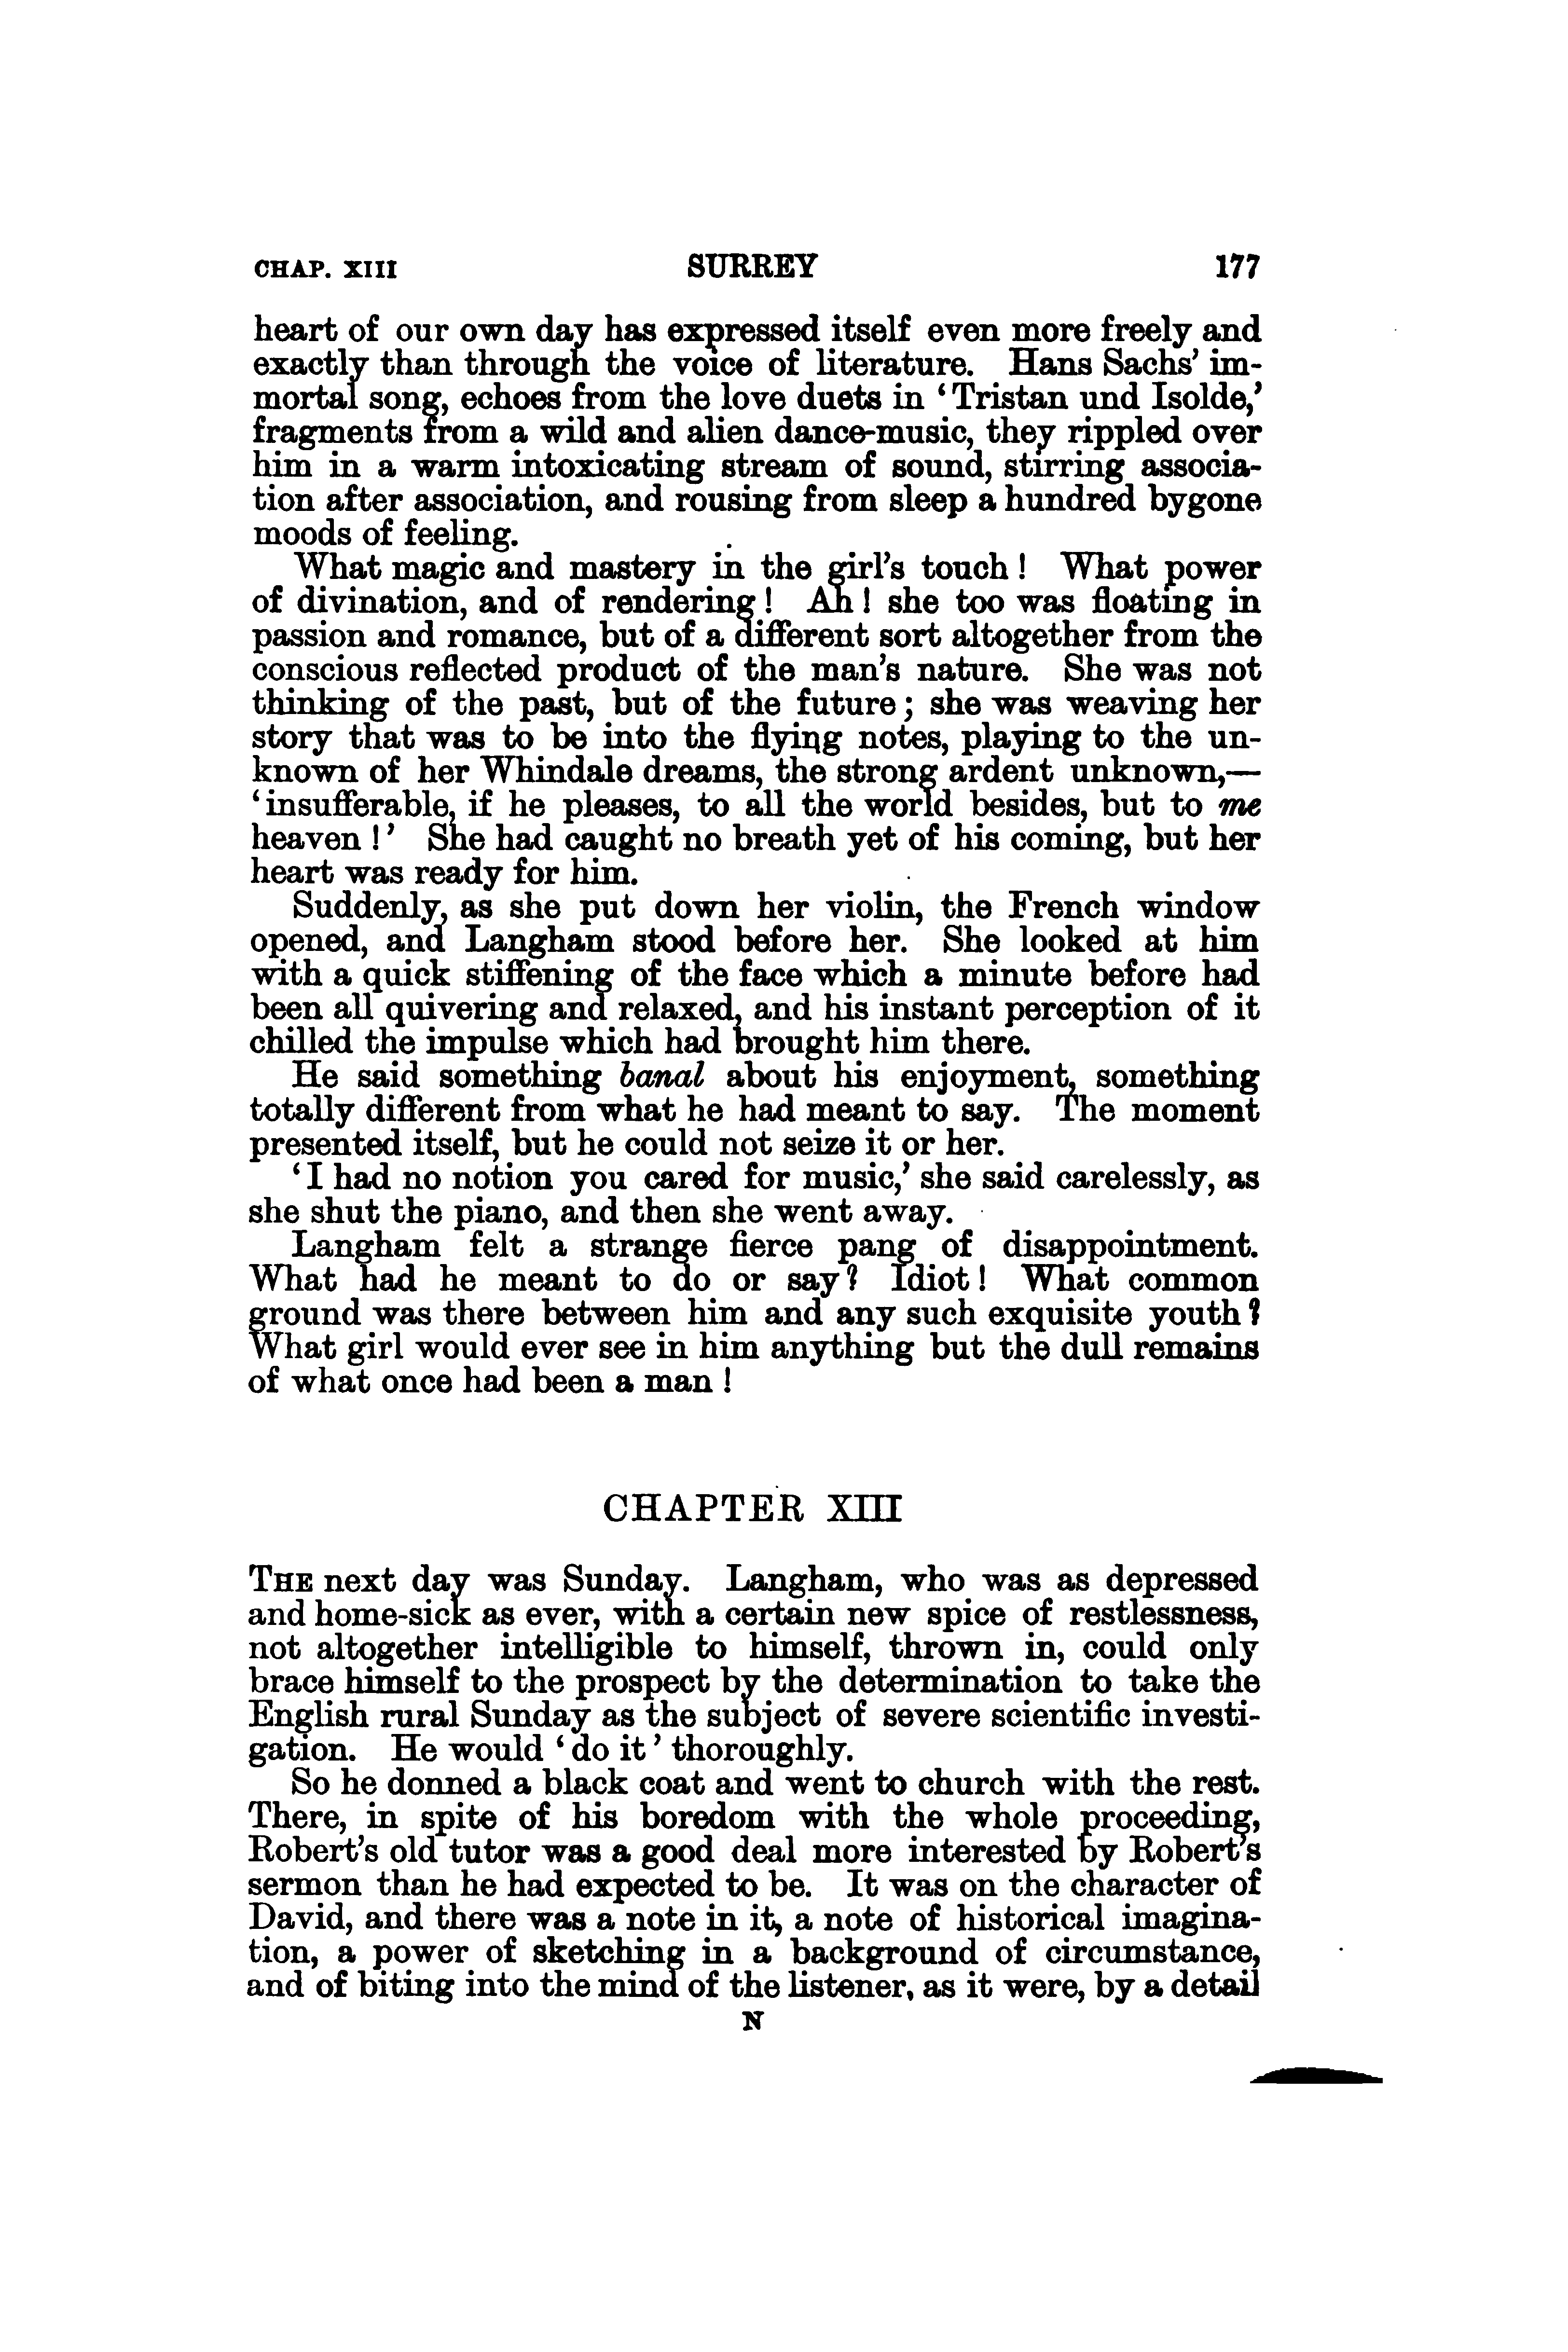 CHAP. XIII SURREY 177
heart of our own day has expressed itself even more freely and
exactly than through the voice of literature. Hans Sachs’ im-
mortal song, echoes from the love duets in ‘Tristan und Isolde,’
fragments from a wild and alien dance-music, they rippled over
him in a warm intoxicating stream of sound, stirring associa-
tion after association, and rousing from sleep a hundred bygone
moods of feeling.
What magic and mastery in the girl’s touch! What power
of divination, and of rendering! Ah! she too was floating in
passion and romance, but of a different sort altogether from the
conscious reflected product of the man’s nature. She was not
thinking of the past, but of the future; she was weaving her
story that was to be into the flying notes, playing to the un-
known of her Whindale dreams, the strong ardent unknown,—
‘insufferable, if he pleases, to all the world besides, but to me
heaven!’ She had caught no breath yet of his coming, but her
heart was ready for him.
Suddenly, as she put down her violin, the French window
opened, and Langham stood before her. She looked at him
with a quick stiffening of the face which a minute before had
been all quivering and relaxed, and his instant perception of it
chilled the impulse which had brought him there.
He said something banal about his enjoyment, something
totally different from what he had meant to say. The moment
presented itself, but he could not seize it or her.
‘I had no notion you cared for music,’ she said carelessly, as
she shut the piano, and then she went away.
Langham felt a strange fierce pang of disappointment.
What had he meant to do or say? Idiot! What common
ground was there between him and any such exquisite youth?
What girl would ever see in him anything but the dull remains
of what once had been a man!
CHAPTER XIII
THE next day was Sunday. Langham, who was as depressed
and home-sick as ever, with a certain new spice of restlessness,
not altogether intelligible to himself, thrown in, could only
brace himself to the prospect by the determination to take the
English rural Sunday as the subject of severe scientific investi-
gation. He would ‘do it’ thoroughly.
So he donned a black coat and went to church with the rest.
There, in spite of his boredom with the whole proceeding,
Robert’s old tutor was a good deal more interested by Robert’s
sermon than he had expected to be. It was on the character of
David, and there was a note in it, a note of historical imagina-
tion, a power of sketching in a background of circumstance,
and of biting into the mind of the listener, as it were, by a detail
N